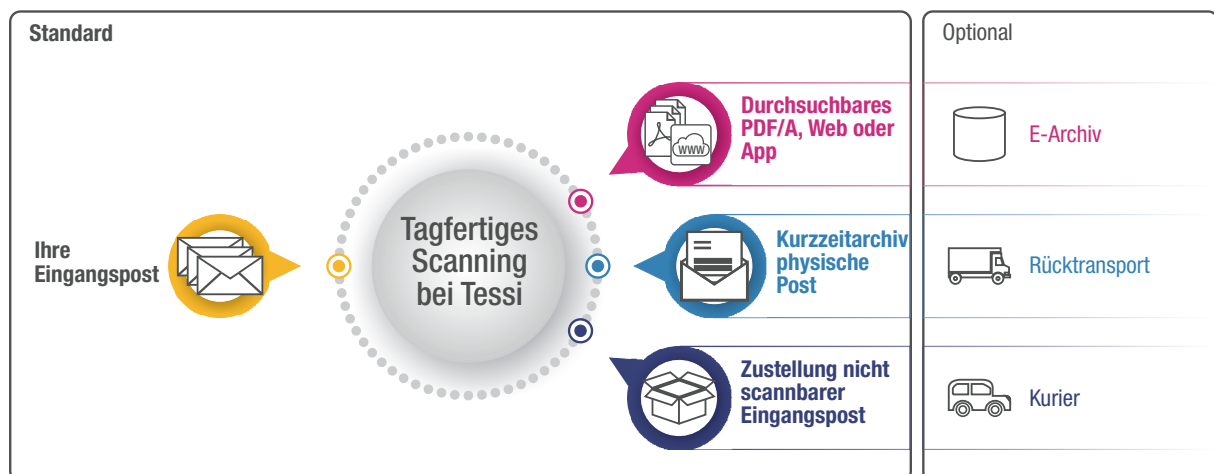 Standard
Ihre
Eingangspost
Tagfertiges
Scanning
bei Tessi
Durchsuchbares
PDF/A, Web oder
App
WWW
Kurzzeitarchiv
physische
Post
Zustellung nicht
scannbarer
Eingangspost
Optional
E-Archiv
Rücktransport
Kurier